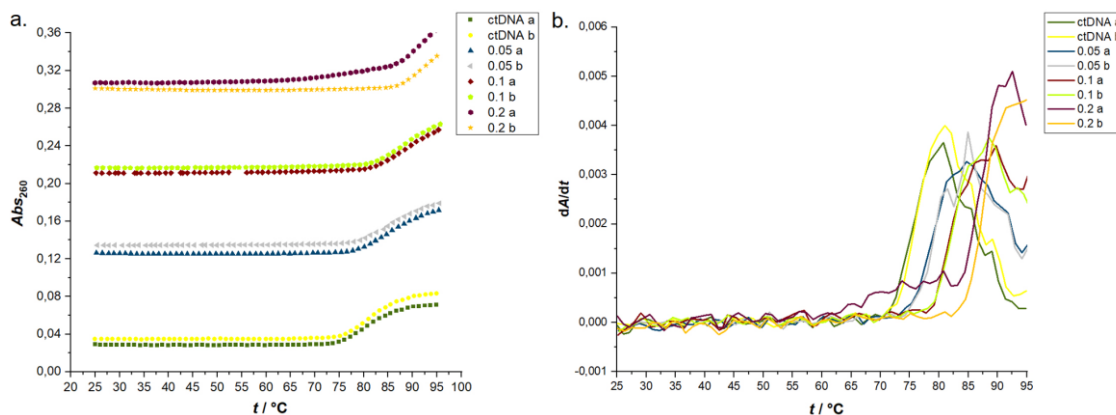 a.
0,36
0,32
0,28
0,24
0,20
0,16
0,12
0,08
0,04
0,00
Abs260
20 25 30 35 40 45 50 55 60 65 70 75 80 85 90 95 100
t / °C
ctDNA a
ctDNA b
0.05 a
0.05 b
0.1 a
0.1 b
0.2 a
0.2 b
b.
0,006
0,005
0,004
0,003
0,002
0,001
0,000
-0,001
dA/dt
25 30 35 40 45 50 55 60 65 70 75 80 85 90 95
t / °C
ctDNA
ctDNA
0.05 a
0.05 b
0.1 a
0.1 b
0.2 a
0.2 b